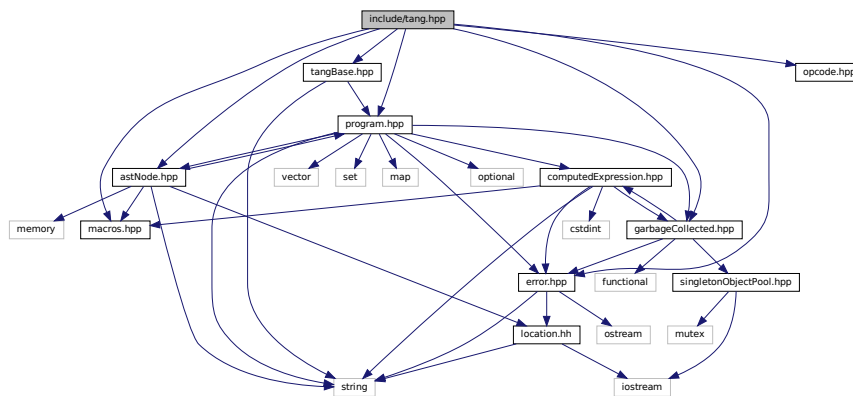 include/tang.hpp
tangBase.hpp
opcode.hpp
program.hpp
astNode.hpp
vector
set
map
optional
computedExpression.hpp
memory
macros.hpp
cstdint
garbageCollected.hpp
error.hpp
functional
singletonObjectPool.hpp
location.hh
ostream
mutex
string
iostream